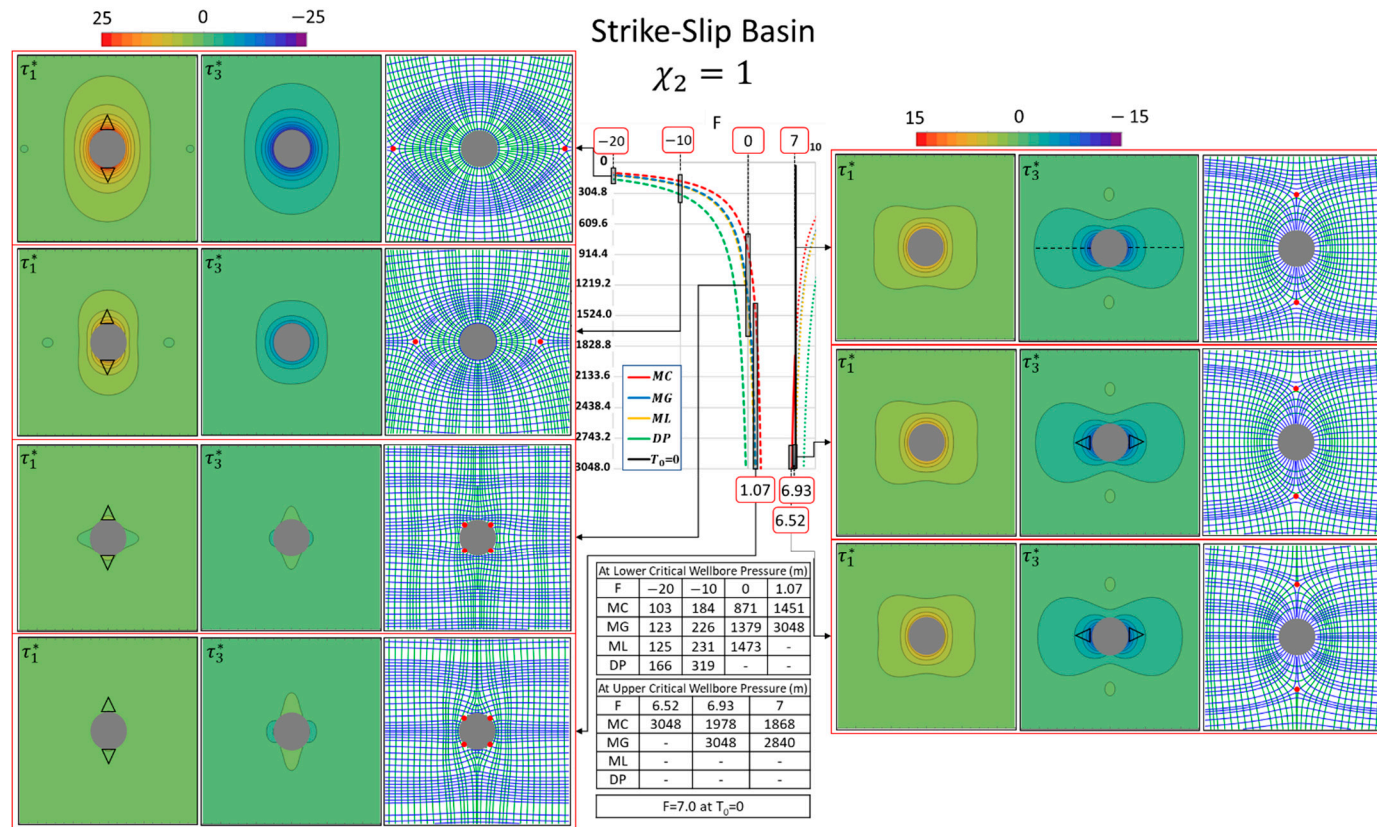 Strike-Slip Basin
χ₂ = 1
25 0 −25
τ₁* τ₃*
τ₁* τ₃*
τ₁* τ₃*
τ₁* τ₃*
F
−20 −10 0 7 10
0
304.8
609.6
914.4
1219.2
1524.0
1828.8
2133.6
2438.4
2743.2
3048.0
MC
MG
ML
DP
T₀=0
1.07 6.93
6.52
At Lower Critical Wellbore Pressure (m)
F −20 −10 0 1.07
MC 103 184 871 1451
MG 123 226 1379 3048
ML 125 231 1473 -
DP 166 319 - -
At Upper Critical Wellbore Pressure (m)
F 6.52 6.93 7
MC 3048 1978 1868
MG - 3048 2840
ML - - -
DP - - -
F=7.0 at T₀=0
15 0 −15
τ₁* τ₃*
τ₁* τ₃*
τ₁* τ₃*